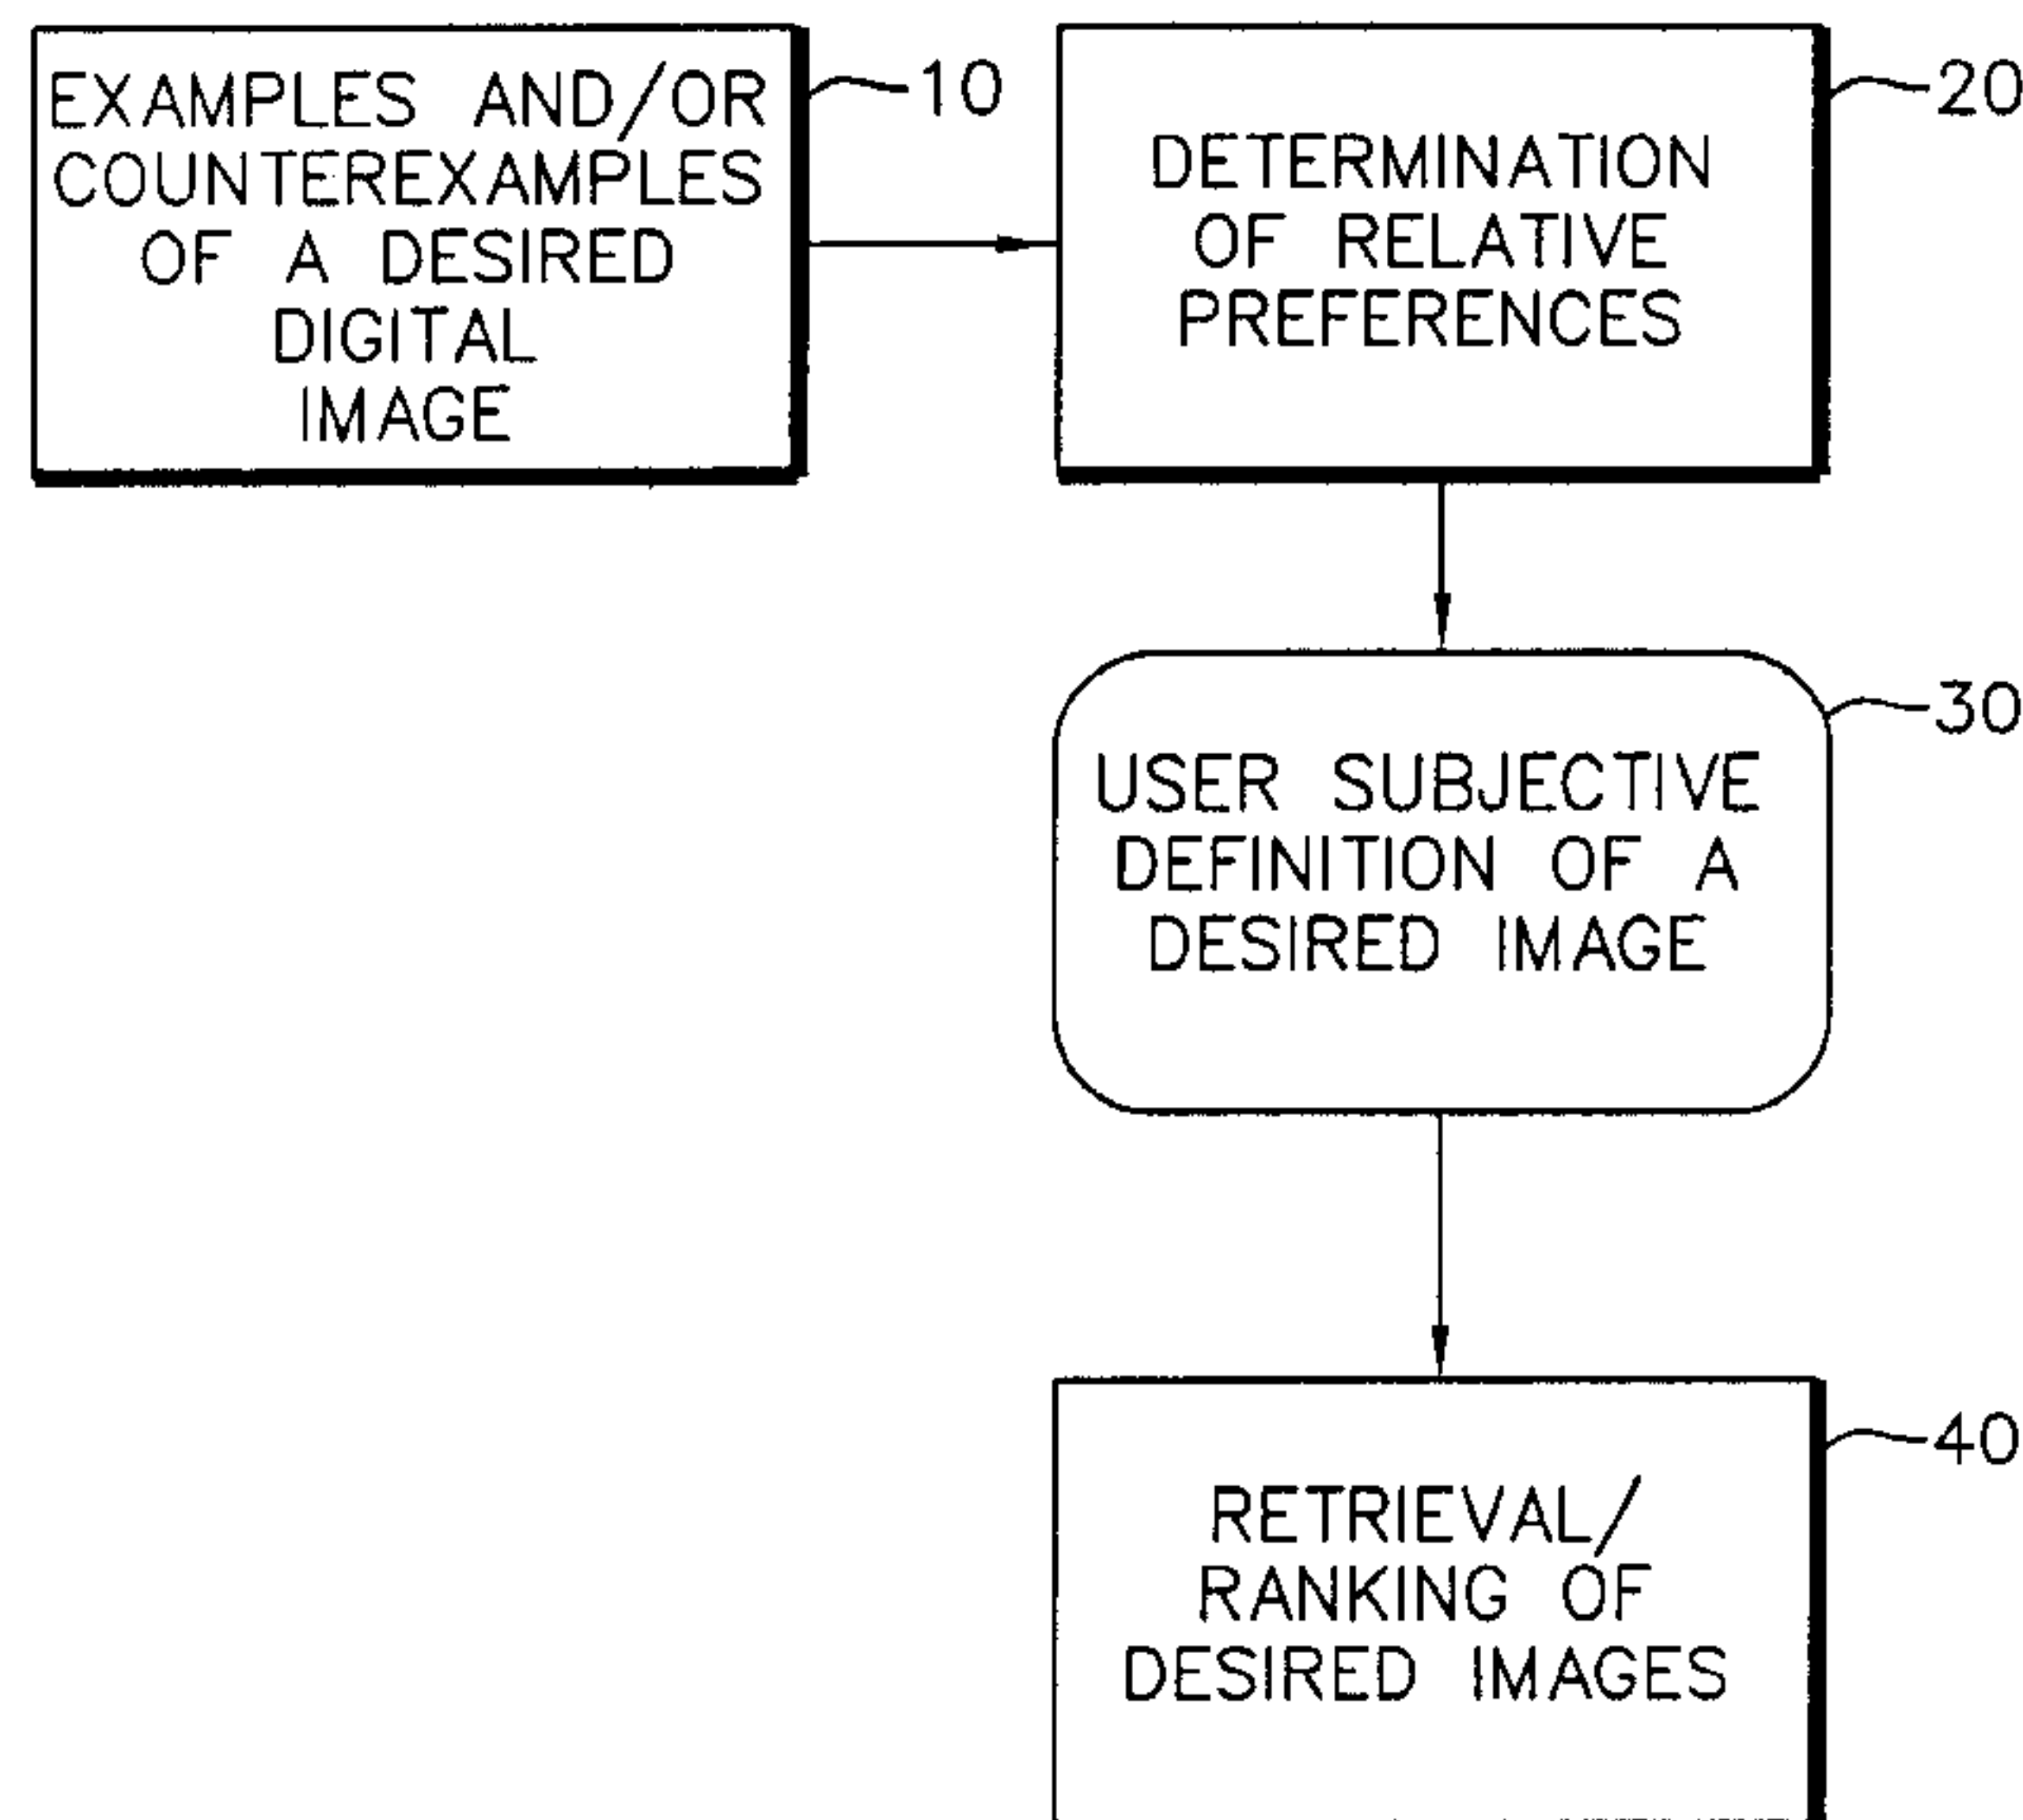 EXAMPLES AND/OR
COUNTEREXAMPLES
OF A DESIRED
DIGITAL
IMAGE
10
DETERMINATION
OF RELATIVE
PREFERENCES
20
USER SUBJECTIVE
DEFINITION OF A
DESIRED IMAGE
30
RETRIEVAL/
RANKING OF
DESIRED IMAGES
40